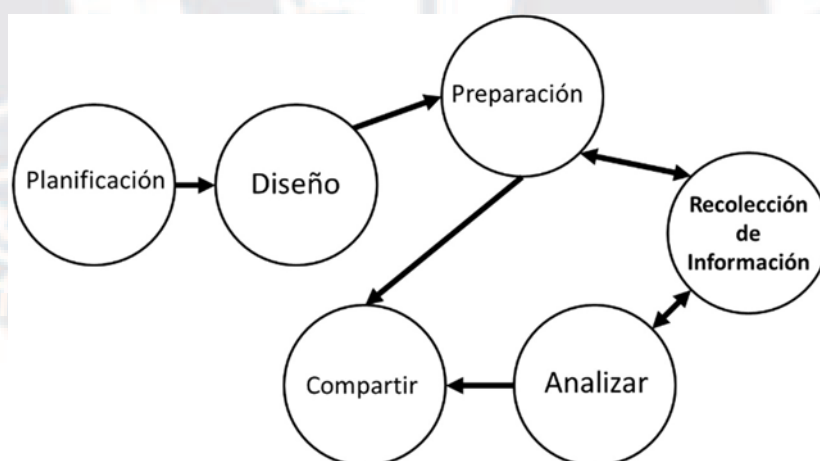 Planificación
Diseño
Preparación
Recolección
de
Información
Analizar
Compartir